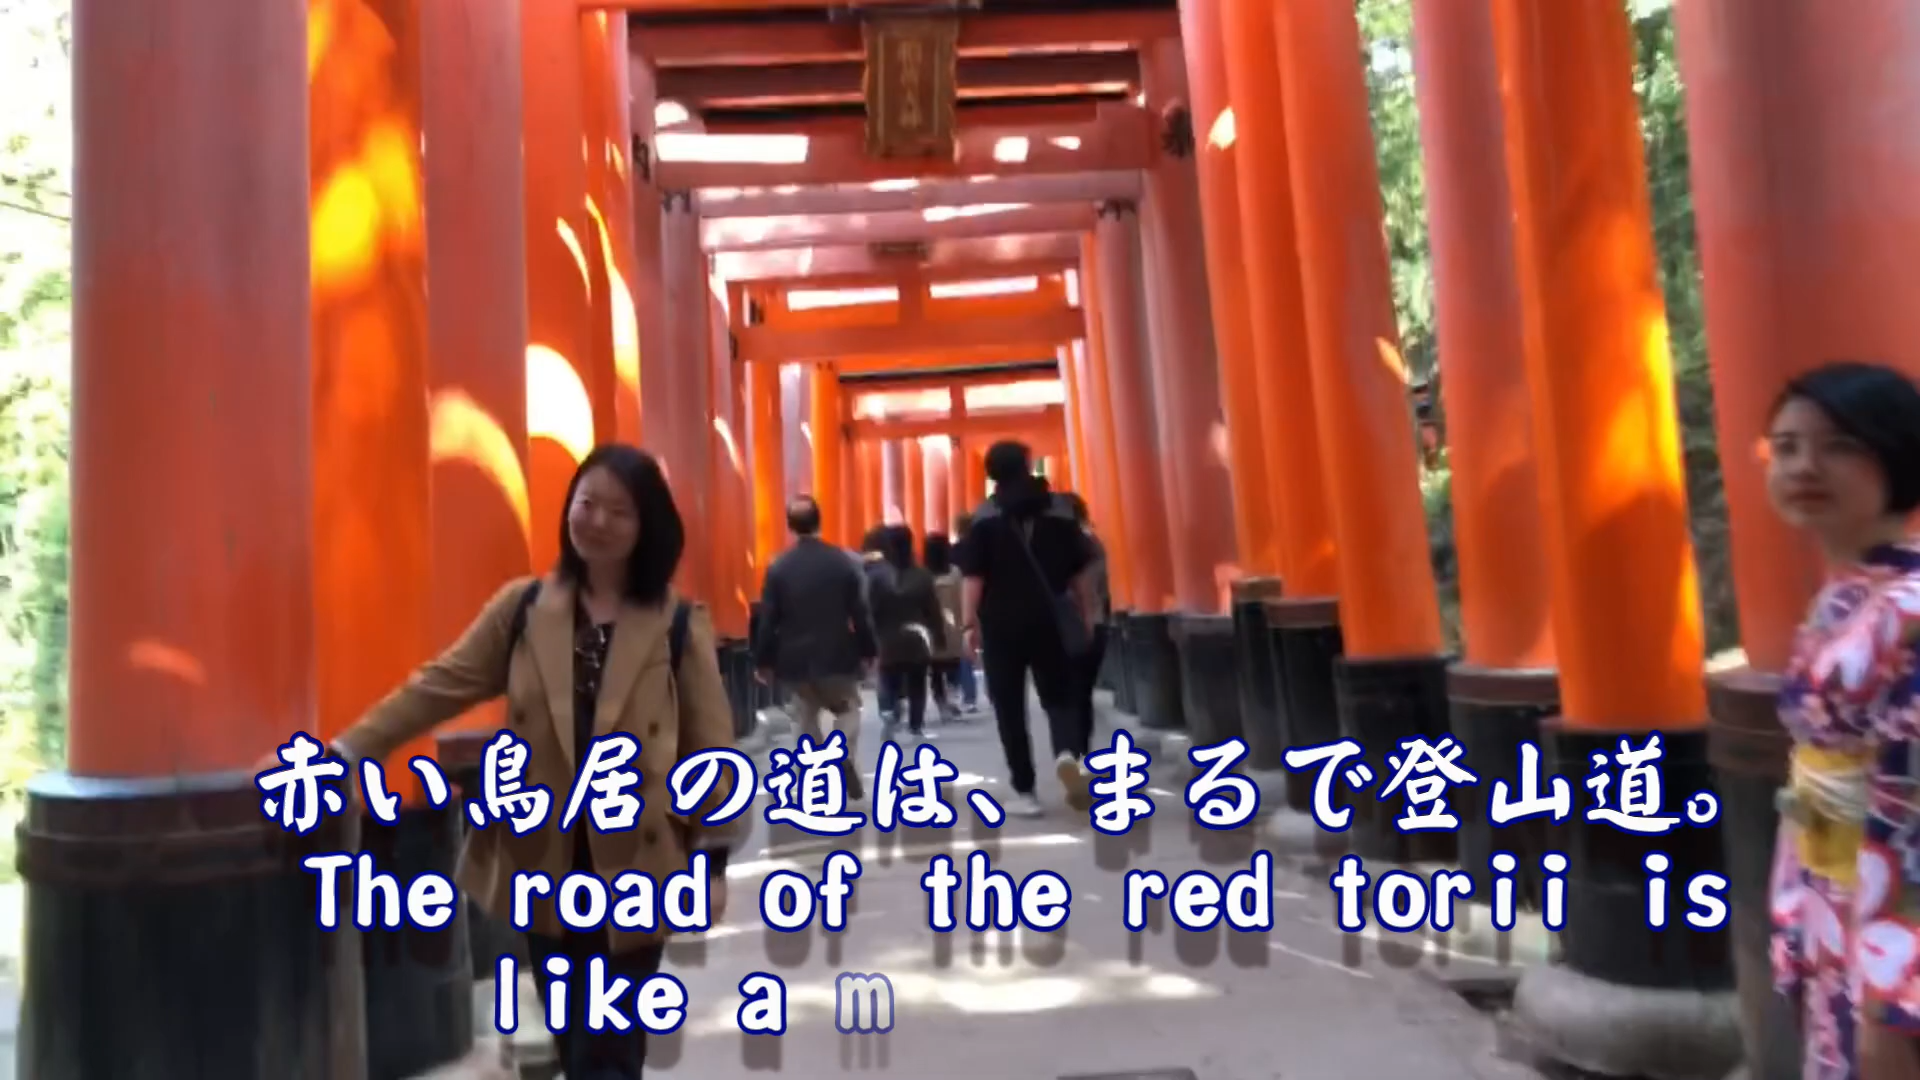 赤い鳥居の道は、まるで登山道。
The road of the red torii is
like a m